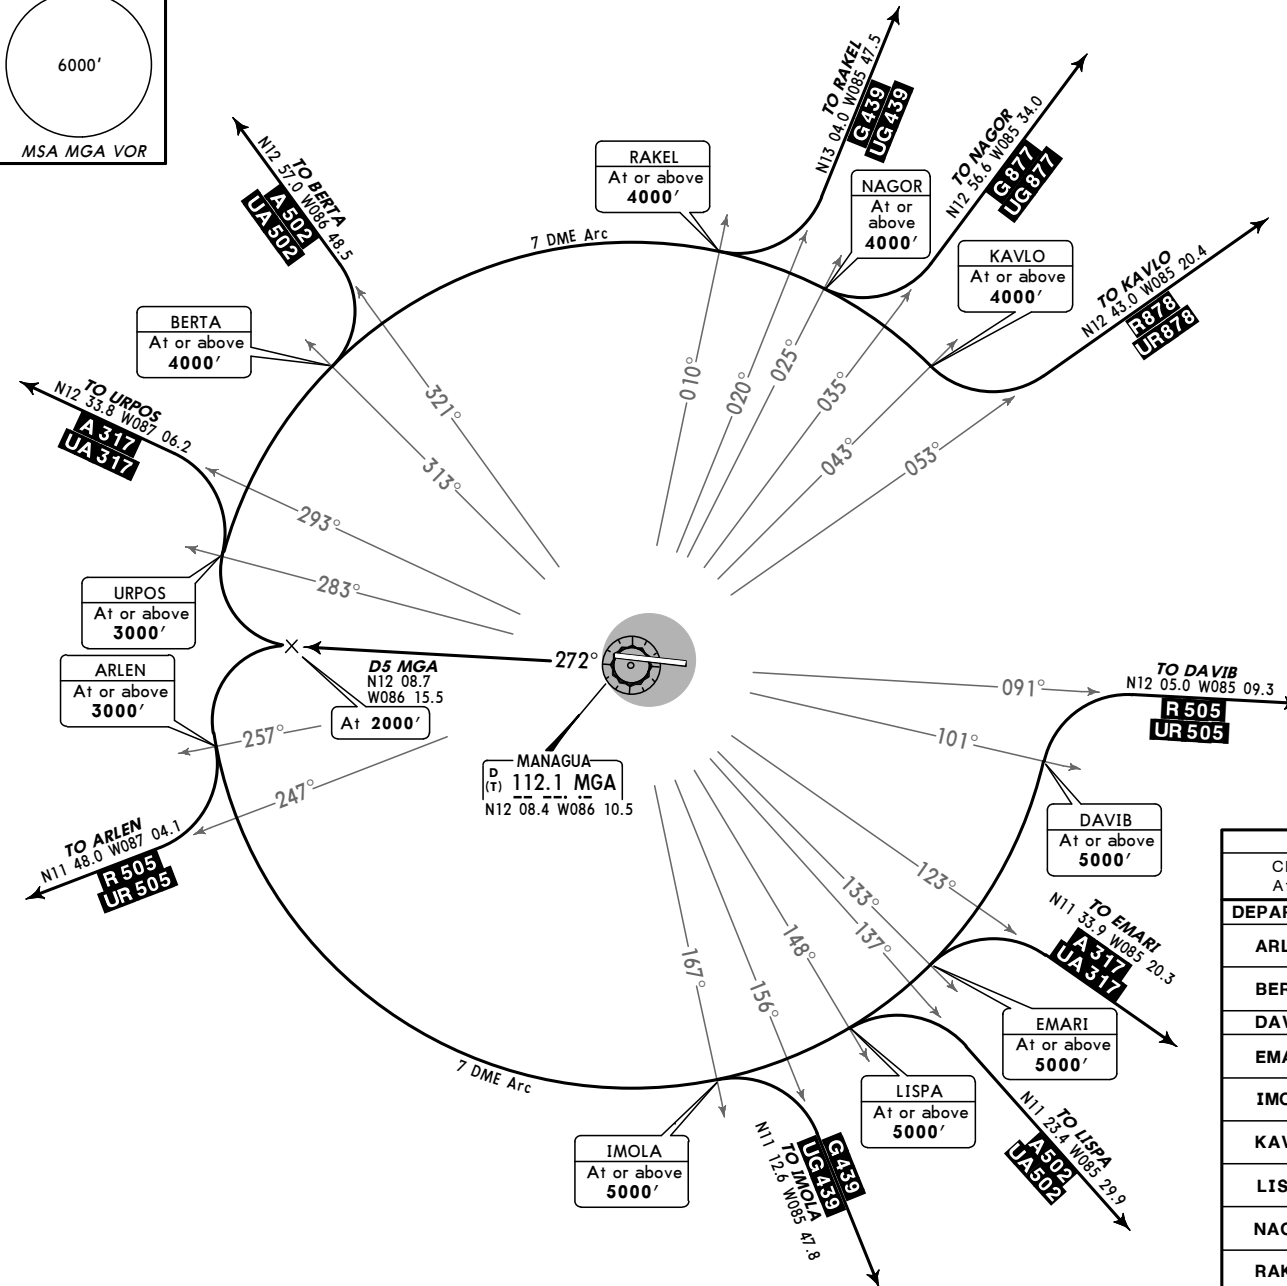 6000′
MSA MGA VOR
TO RAKEL
N13 04.0 W085 47.5
G 439
UG 439
TO NAGOR
N12 56.6 W085 34.0
G 877
UG 877
TO KAVLO
N12 43.0 W085 20.4
R878
UR878
TO BERTA
N12 57.0 W086 48.5
A 502
UA 502
RAKEL
At or above
4000′
NAGOR
At or
above
4000′
KAVLO
At or above
4000′
7 DME Arc
BERTA
At or above
4000′
TO URPOS
N12 33.8 W087 06.2
A 317
UA 317
321°
313°
293°
283°
010°
020°
025°
035°
043°
053°
URPOS
At or above
3000′
ARLEN
At or above
3000′
D5 MGA
N12 08.7
W086 15.5
At 2000′
272°
257°
247°
MANAGUA
D
(T)
112.1 MGA
N12 08.4 W086 10.5
091°
101°
TO DAVIB
N12 05.0 W085 09.3
R 505
UR 505
DAVIB
At or above
5000′
TO ARLEN
N11 48.0 W087 04.1
R 505
UR 505
123°
133°
137°
148°
156°
167°
TO EMARI
N11 33.9 W085 20.3
A 317
UA 317
EMARI
At or above
5000′
LISPA
At or above
5000′
TO LISPA
N11 23.4 W085 29.9
A502
UA502
7 DME Arc
IMOLA
At or above
5000′
TO IMOLA
N11 12.6 W085 47.8
G 439
UG 439
DEPAR
ARL
BER
DAV
EMA
IMO
KAV
LIS
NAG
RAK